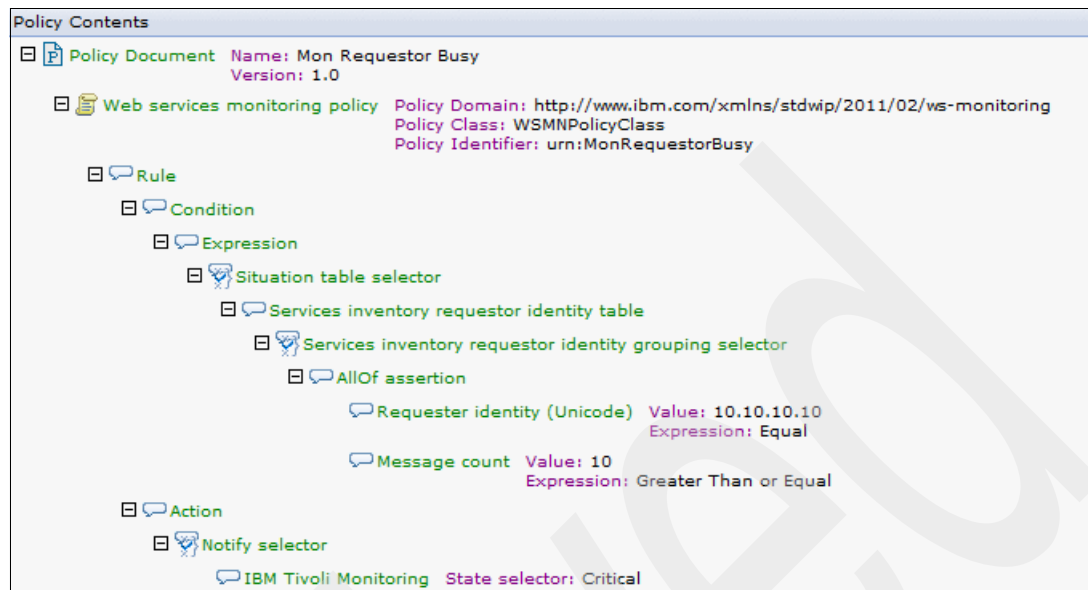 Policy Contents
Policy Document Name: Mon Requestor Busy
Version: 1.0
Web services monitoring policy Policy Domain: http://www.ibm.com/xmlns/stdwip/2011/02/ws-monitoring
Policy Class: WSMNPolicyClass
Policy Identifier: urn:MonRequestorBusy
Rule
Condition
Expression
Situation table selector
Services inventory requestor identity table
Services inventory requestor identity grouping selector
AllOf assertion
Requester identity (Unicode) Value: 10.10.10.10
Expression: Equal
Message count Value: 10
Expression: Greater Than or Equal
Action
Notify selector
IBM Tivoli Monitoring State selector: Critical